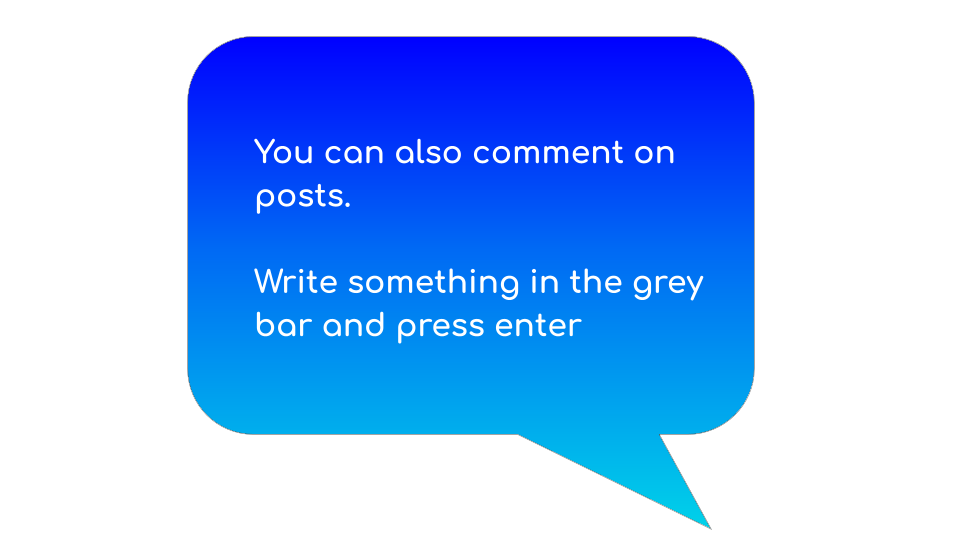 You can also comment on
posts.
Write something in the grey
bar and press enter